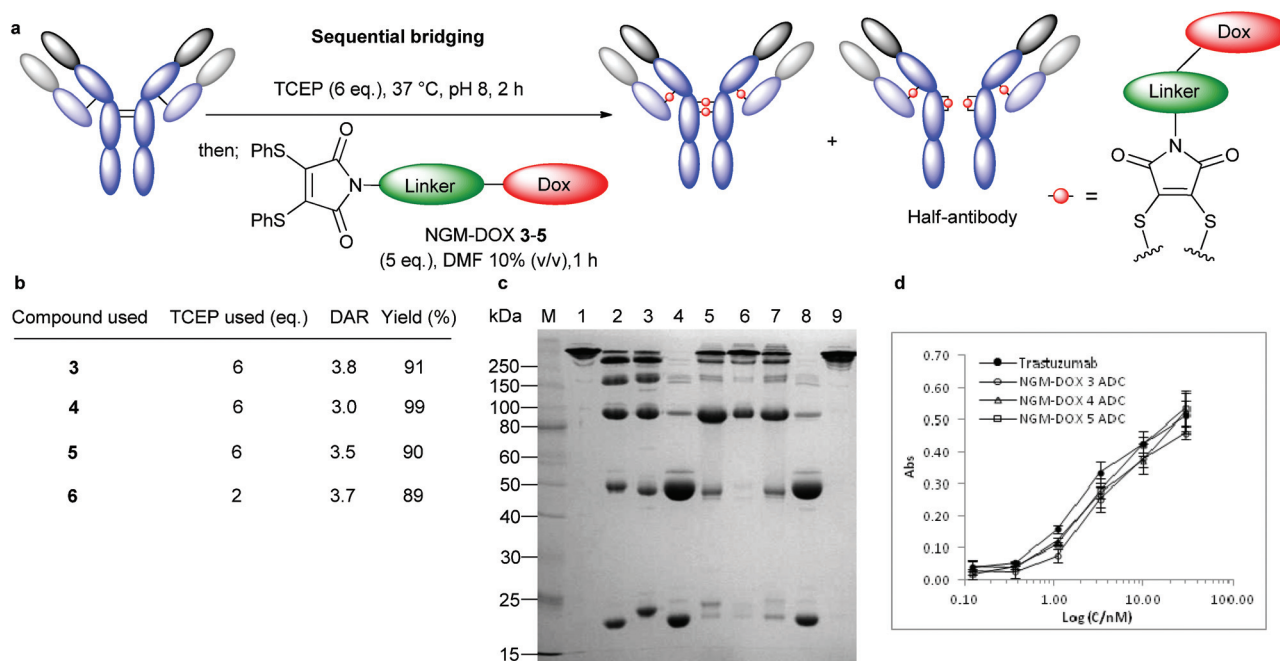 a
Sequential bridging
TCEP (6 eq.), 37 °C, pH 8, 2 h
then;
PhS
PhS
O
O
N
Linker
Dox
NGM-DOX 3-5
(5 eq.), DMF 10% (v/v),1 h
+
Half-antibody
=
Dox
Linker
N
O
O
S
S
b
Compound used TCEP used (eq.) DAR Yield (%)
3 6 3.8 91
4 6 3.0 99
5 6 3.5 90
6 2 3.7 89
c
kDa M 1 2 3 4 5 6 7 8 9
250
150
100
80
60
50
40
30
25
15
d
Trastuzumab
NGM-DOX 3 ADC
NGM-DOX 4 ADC
NGM-DOX 5 ADC
Abs
0.70
0.60
0.50
0.40
0.30
0.20
0.10
0.00
0.10 1.00 10.00 100.00
Log (C/nM)